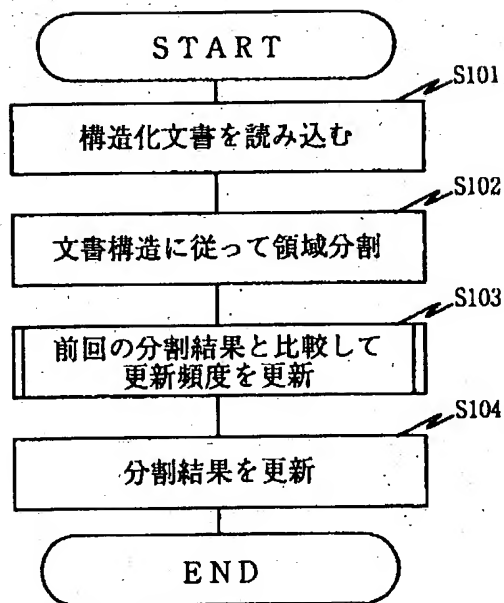 START
S101
構造化文書を読み込む
S102
文書構造に従って領域分割
S103
前回の分割結果と比較して
更新頻度を更新
S104
分割結果を更新
END